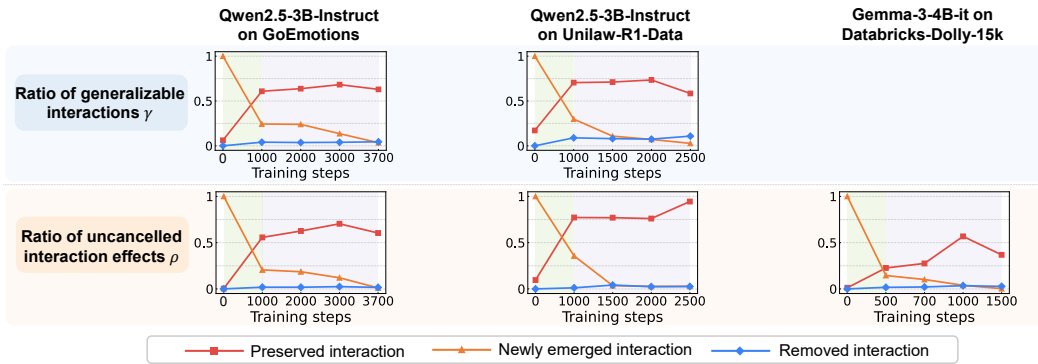 Qwen2.5-3B-Instruct
on GoEmotions
Qwen2.5-3B-Instruct
on Unilaw-R1-Data
Gemma-3-4B-it on
Databricks-Dolly-15k
Ratio of generalizable
interactions γ
1
0.5
0
0 1000 2000 3000 3700
Training steps
1
0.5
0
0 1000 1500 2000 2500
Training steps
Ratio of uncancelled
interaction effects ρ
1
0.5
0
0 1000 2000 3000 3700
Training steps
1
0.5
0
0 1000 1500 2000 2500
Training steps
1
0.5
0
0 500 700 1000 1500
Training steps
Preserved interaction
Newly emerged interaction
Removed interaction